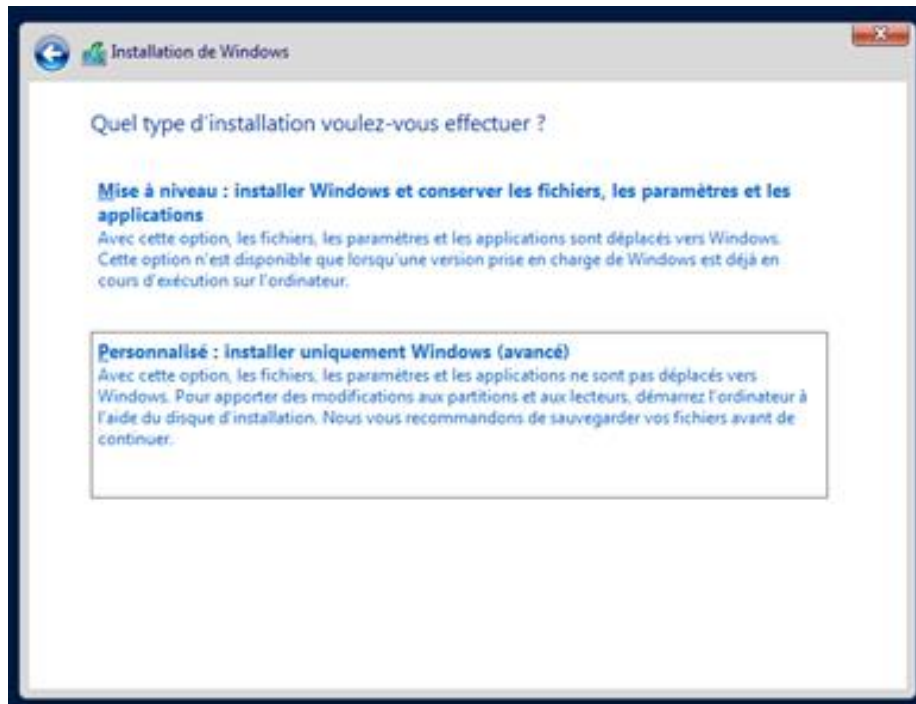 Installation de Windows
Quel type d'installation voulez-vous effectuer ?
Mise à niveau : installer Windows et conserver les fichiers, les paramètres et les
applications
Avec cette option, les fichiers, les paramètres et les applications sont déplacés vers Windows.
Cette option n'est disponible que lorsqu'une version prise en charge de Windows est déjà en
cours d'exécution sur l'ordinateur.
Personnalisé : installer uniquement Windows (avancé)
Avec cette option, les fichiers, les paramètres et les applications ne sont pas déplacés vers
Windows. Pour apporter des modifications aux partitions et aux lecteurs, démarrez l'ordinateur à
l'aide du disque d'installation. Nous vous recommandons de sauvegarder vos fichiers avant de
continuer.